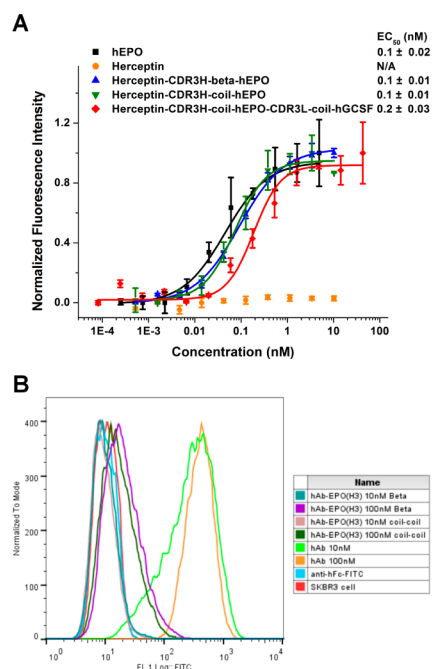 A
EC50 (nM)
hEPO 0.1 ± 0.02
Herceptin N/A
Herceptin-CDR3H-beta-hEPO 0.1 ± 0.01
Herceptin-CDR3H-coil-hEPO 0.1 ± 0.01
Herceptin-CDR3H-coil-hEPO-CDR3L-coil-hGCSF 0.2 ± 0.03
Normalized Fluorescence Intensity
1.2
0.8
0.4
0.0
1E-4 1E-3 0.01 0.1 1 10 100
Concentration (nM)
B
Normalized To Mode
400
300
200
100
0
10^0 10^1 10^2 10^3 10^4
FL 1 Log:: FITC
Name
hAb-EPO(H3) 10nM Beta
hAb-EPO(H3) 100nM Beta
hAb-EPO(H3) 10nM coil-coil
hAb-EPO(H3) 100nM coil-coil
hAb 10nM
hAb 100nM
anti-hFc-FITC
SKBR3 cell